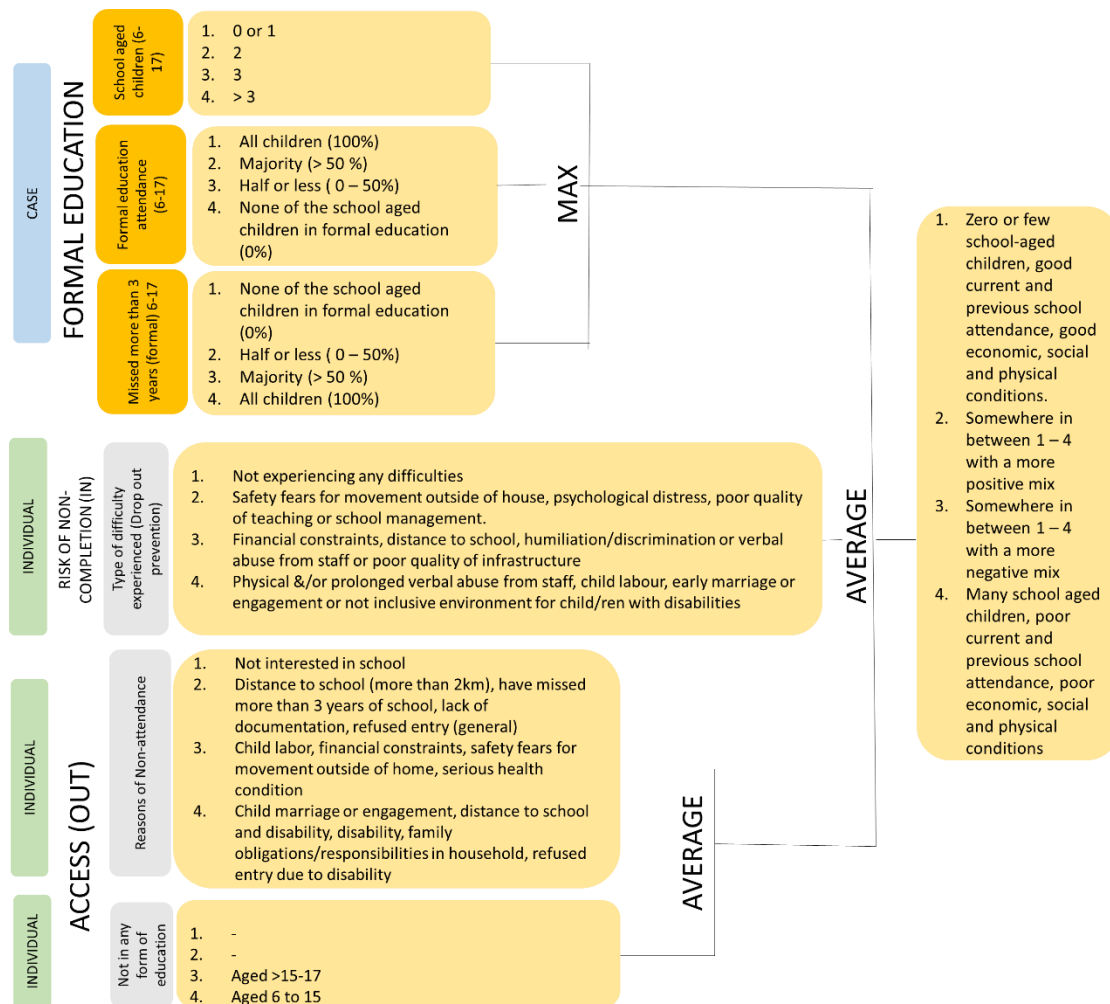 CASE
FORMAL EDUCATION
School aged
children (6-
17)
1. 0 or 1
2. 2
3. 3
4. > 3
Formal education
attendance
(6-17)
1. All children (100%)
2. Majority (> 50 %)
3. Half or less ( 0 – 50%)
4. None of the school aged
children in formal education
(0%)
Missed more than 3
years (formal) 6-17
1. None of the school aged
children in formal education
(0%)
2. Half or less ( 0 – 50%)
3. Majority (> 50 %)
4. All children (100%)
MAX
INDIVIDUAL
RISK OF NON-
COMPLETION (IN)
Type of difficulty
experienced (Drop out
prevention)
1. Not experiencing any difficulties
2. Safety fears for movement outside of house, psychological distress, poor quality
of teaching or school management.
3. Financial constraints, distance to school, humiliation/discrimination or verbal
abuse from staff or poor quality of infrastructure
4. Physical &/or prolonged verbal abuse from staff, child labour, early marriage or
engagement or not inclusive environment for child/ren with disabilities
INDIVIDUAL
ACCESS (OUT)
Reasons of Non-attendance
1. Not interested in school
2. Distance to school (more than 2km), have missed
more than 3 years of school, lack of
documentation, refused entry (general)
3. Child labor, financial constraints, safety fears for
movement outside of home, serious health
condition
4. Child marriage or engagement, distance to school
and disability, disability, family
obligations/responsibilities in household, refused
entry due to disability
INDIVIDUAL
Not in any
form of
education
1. -
2. -
3. Aged >15-17
4. Aged 6 to 15
AVERAGE
AVERAGE
1. Zero or few
school-aged
children, good
current and
previous school
attendance, good
economic, social
and physical
conditions.
2. Somewhere in
between 1 – 4
with a more
positive mix
3. Somewhere in
between 1 – 4
with a more
negative mix
4. Many school aged
children, poor
current and
previous school
attendance, poor
economic, social
and physical
conditions